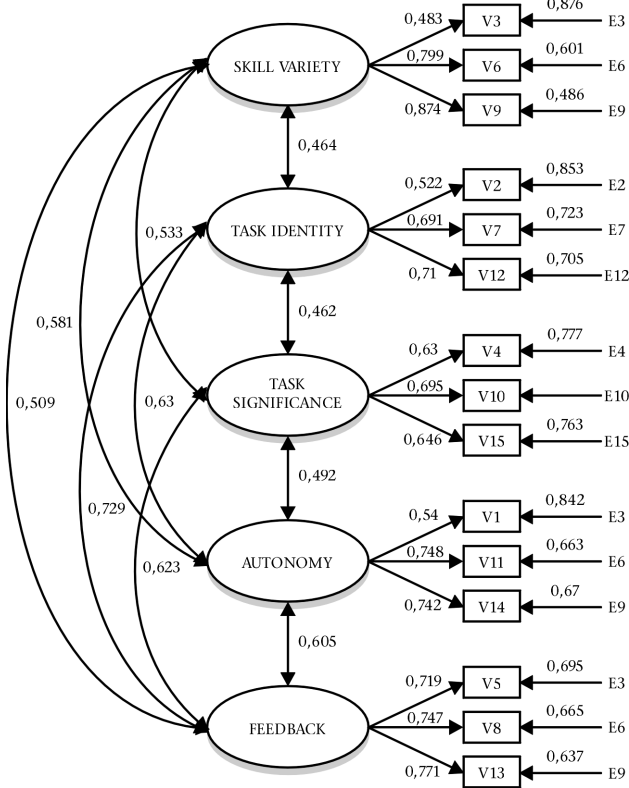 0,483
V3
0,876
E3
SKILL VARIETY
0,799
V6
0,601
E6
0,874
V9
0,486
E9
0,464
0,522
V2
0,853
E2
0,533
TASK IDENTITY
0,691
V7
0,723
E7
0,71
V12
0,705
E12
0,581
0,462
0,63
V4
0,777
E4
0,509
0,63
TASK
SIGNIFICANCE
0,695
V10
E10
0,646
V15
0,763
E15
0,492
0,729
0,54
V1
0,842
E3
0,623
AUTONOMY
0,748
V11
0,663
E6
0,742
V14
0,67
E9
0,605
0,719
V5
0,695
E3
FEEDBACK
0,747
V8
0,665
E6
0,771
V13
0,637
E9